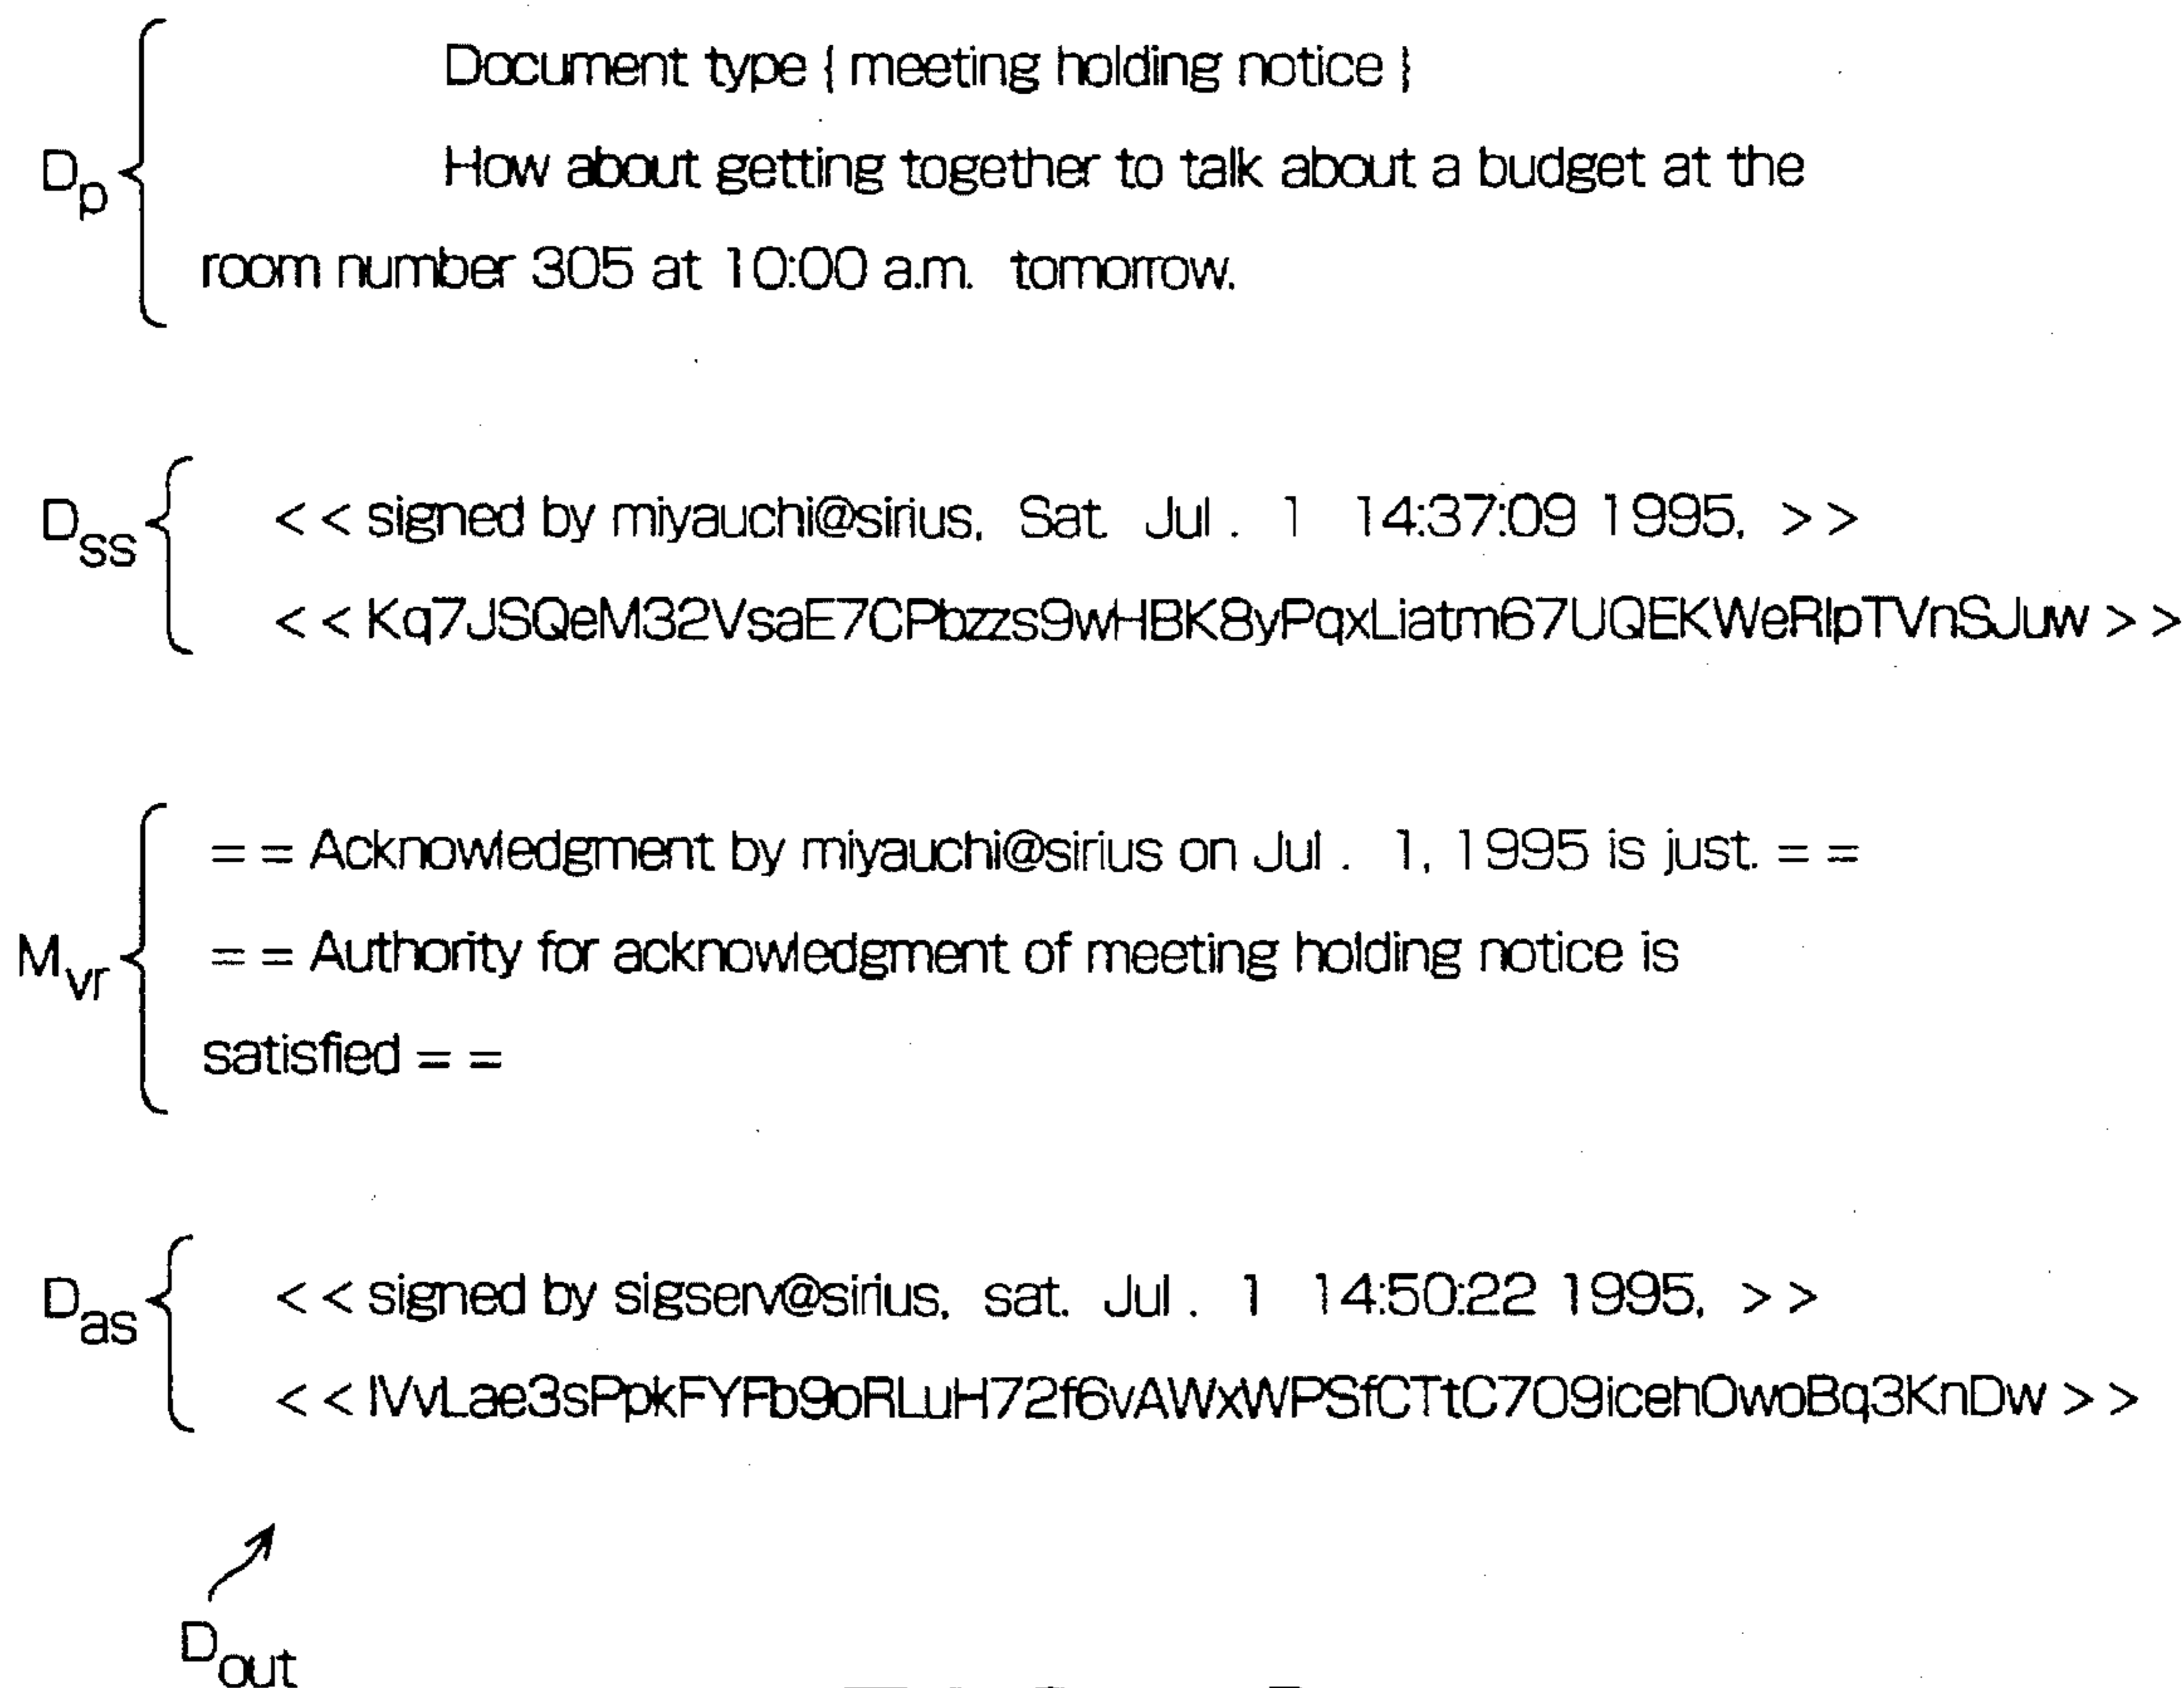 Document type { meeting holding notice }
Dp
How about getting together to talk about a budget at the
room number 305 at 10:00 a.m. tomorrow.
Dss
<< signed by miyauchi@sirius, Sat. Jul. 1 14:37:09 1995, >>
<< Kq7JSQeM32VsaE7CPbzzs9wHBK8yPqxLiatm67UQEKWeRlpTVnSJuw >>
== Acknowledgment by miyauchi@sirius on Jul. 1, 1995 is just. ==
Mvr
== Authority for acknowledgment of meeting holding notice is
satisfied ==
Das
<< signed by sigserv@sirius, sat. Jul. 1 14:50:22 1995, >>
<< lVvLae3sPpkFYFb9oRLuH72f6vAWxWPSfCTtC7O9icehOwoBq3KnDw >>
Dout